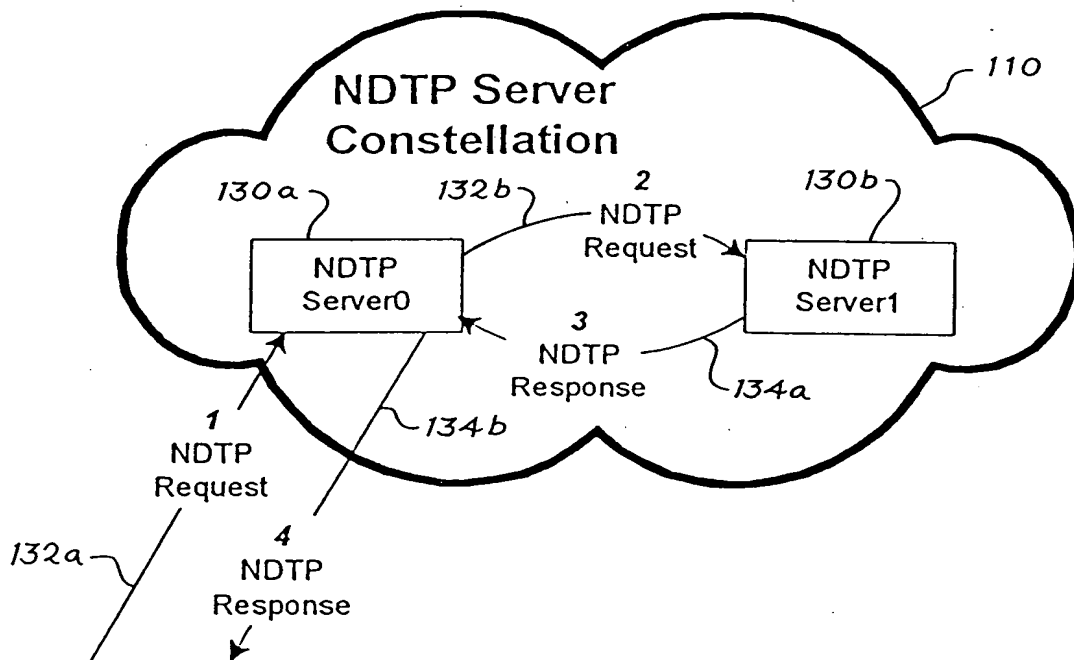 110
NDTP Server
Constellation
130a
132b
2
NDTP
Request
130b
NDTP
Server0
NDTP
Server1
3
NDTP
Response
134a
134b
1
NDTP
Request
132a
4
NDTP
Response